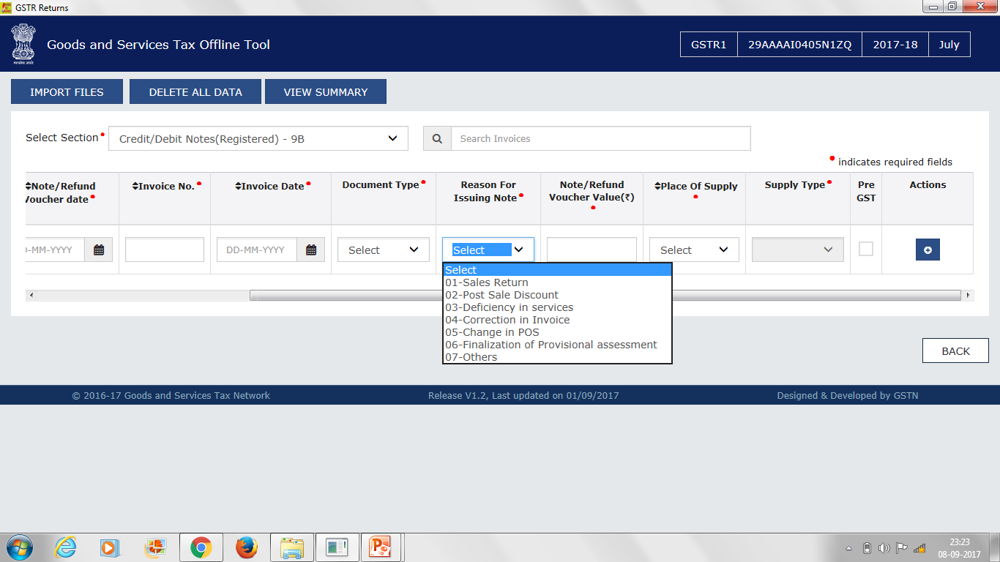 GSTR Returns
Goods and Services Tax Offline Tool
GSTR1
29AAAAI0405N1ZQ
2017-18
July
IMPORT FILES
DELETE ALL DATA
VIEW SUMMARY
Select Section
Credit/Debit Notes(Registered) - 9B
Search Invoices
indicates required fields
Note/Refund
Voucher date
Invoice No.
Invoice Date
Document Type
Reason For
Issuing Note
Note/Refund
Voucher Value(₹)
Place Of Supply
Supply Type
Pre
GST
Actions
-MM-YYYY
DD-MM-YYYY
Select
Select
Select
Select
01-Sales Return
02-Post Sale Discount
03-Deficiency in services
04-Correction in Invoice
05-Change in POS
06-Finalization of Provisional assessment
07-Others
BACK
© 2016-17 Goods and Services Tax Network
Release V1.2, Last updated on 01/09/2017
Designed & Developed by GSTN
23:23
08-09-2017